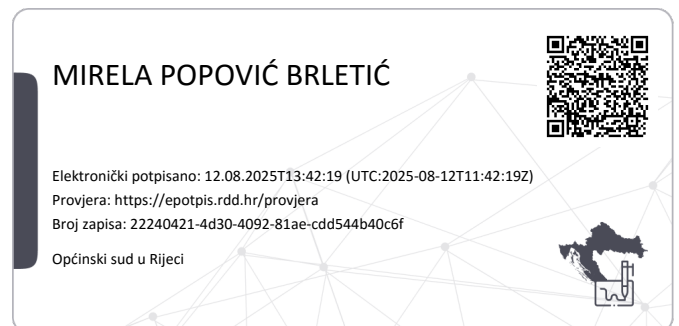 MIRELA POPOVIĆ BRLETIĆ
Elektronički potpisano: 12.08.2025T13:42:19 (UTC:2025-08-12T11:42:19Z)
Provjera: https://epotpis.rdd.hr/provjera
Broj zapisa: 22240421-4d30-4092-81ae-cdd544b40c6f
Općinski sud u Rijeci